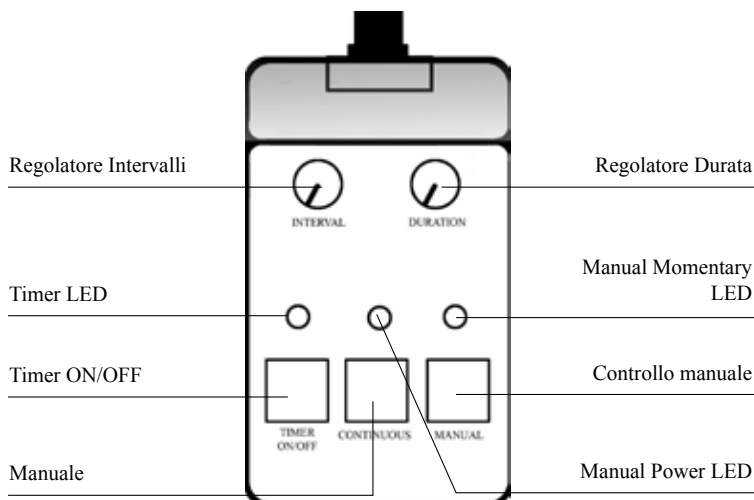 Regolatore Intervalli
Regolatore Durata
INTERVAL
DURATION
Manual Momentary
LED
Timer LED
Timer ON/OFF
Controllo manuale
TIMER
ON/OFF
CONTINUOUS
MANUAL
Manuale
Manual Power LED